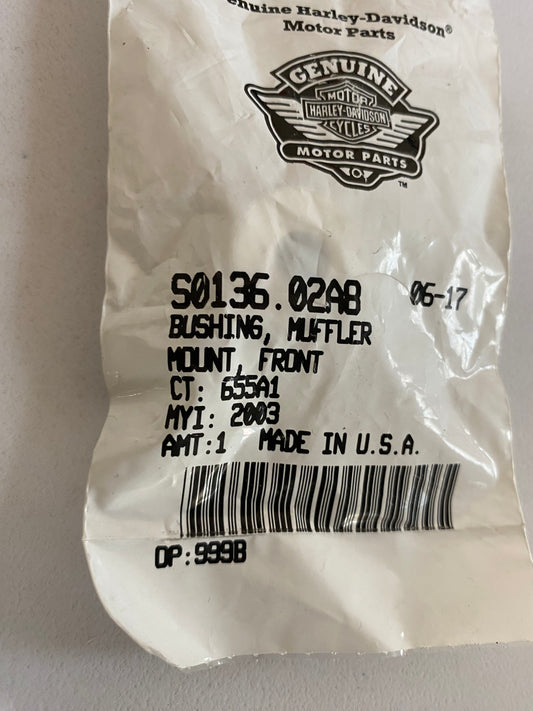 Genuine Harley-Davidson®
Motor Parts
GENUINE
MOTOR
HARLEY-DAVIDSON
CYCLES
MOTOR PARTS
™
S0136.02A8 06-17
BUSHING, MUFFLER
MOUNT, FRONT
CT: 655A1
MYI: 2003
AMT:1 MADE IN U.S.A.
OP:999B